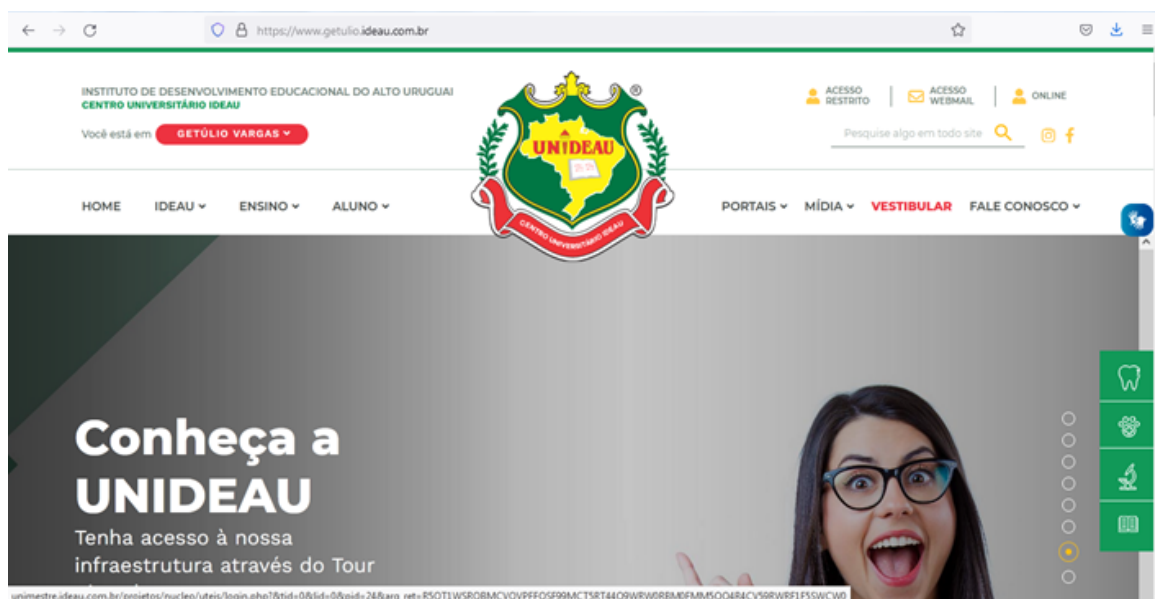 https://www.getulio.ideau.com.br
INSTITUTO DE DESENVOLVIMENTO EDUCACIONAL DO ALTO URUGUAI
CENTRO UNIVERSITÁRIO IDEAU
Você está em GETÚLIO VARGAS
UNIDEAU
CENTRO UNIVERSITÁRIO IDEAU
ACESSO RESTRITO
ACESSO WEBMAIL
ONLINE
Pesquise algo em todo site
HOME IDEAU ENSINO ALUNO PORTAIS MÍDIA VESTIBULAR FALE CONOSCO
Conheça a
UNIDEAU
Tenha acesso à nossa
infraestrutura através do Tour